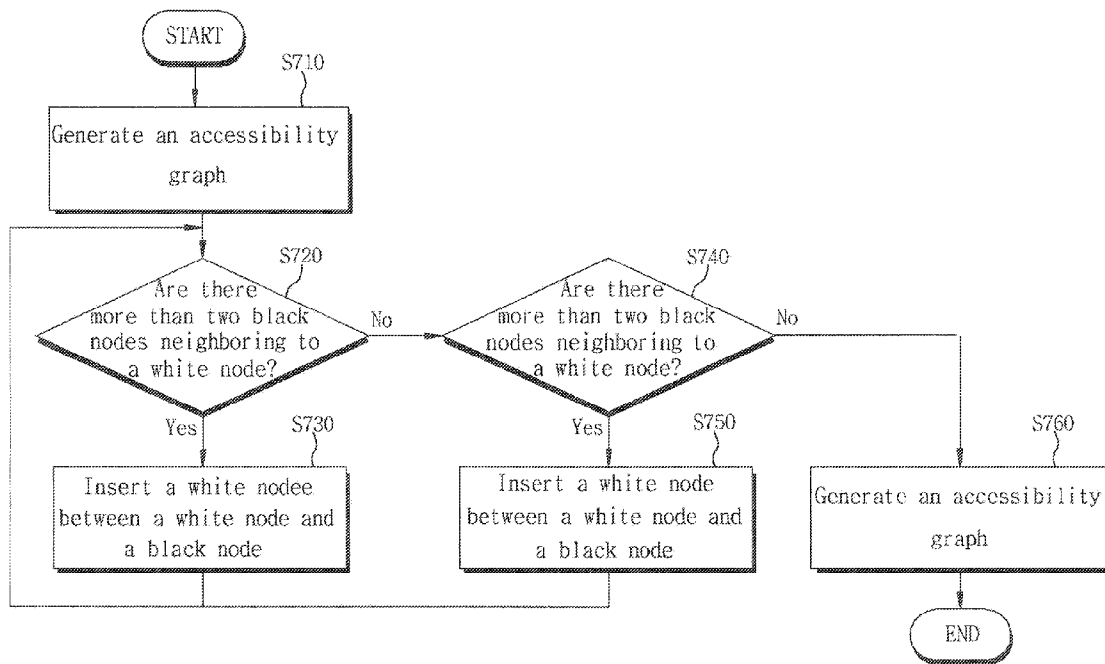 START
S710
Generate an accessibility
graph
S720
Are there
more than two black
nodes neighboring to
a white node?
No
Yes
S730
Insert a white nodee
between a white node and
a black node
S740
Are there
more than two black
nodes neighboring to
a white node?
No
Yes
S750
Insert a white node
between a white node and
a black node
S760
Generate an accessibility
graph
END